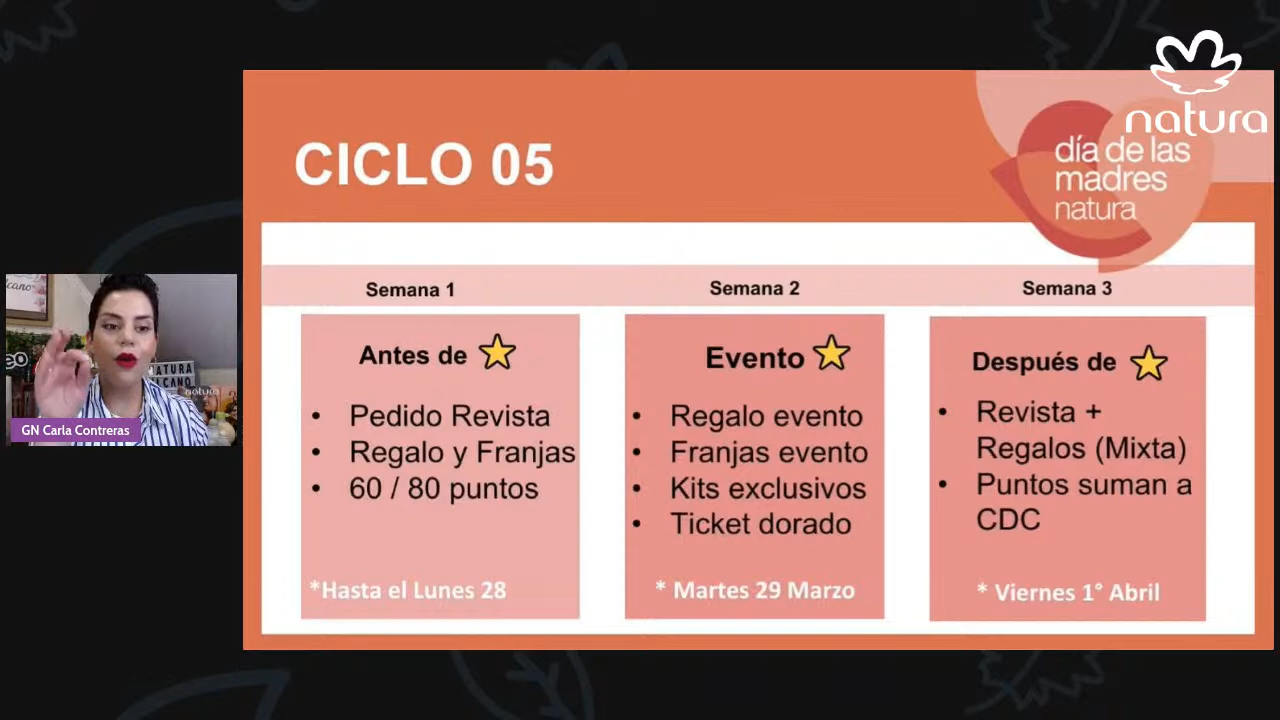 natura
día de las
madres
natura
CICLO 05
Semana 1
Semana 2
Semana 3
Antes de
• Pedido Revista
• Regalo y Franjas
• 60 / 80 puntos
*Hasta el Lunes 28
Evento
• Regalo evento
• Franjas evento
• Kits exclusivos
• Ticket dorado
* Martes 29 Marzo
Después de
• Revista +
Regalos (Mixta)
• Puntos suman a
CDC
* Viernes 1° Abril
natura
GN Carla Contreras